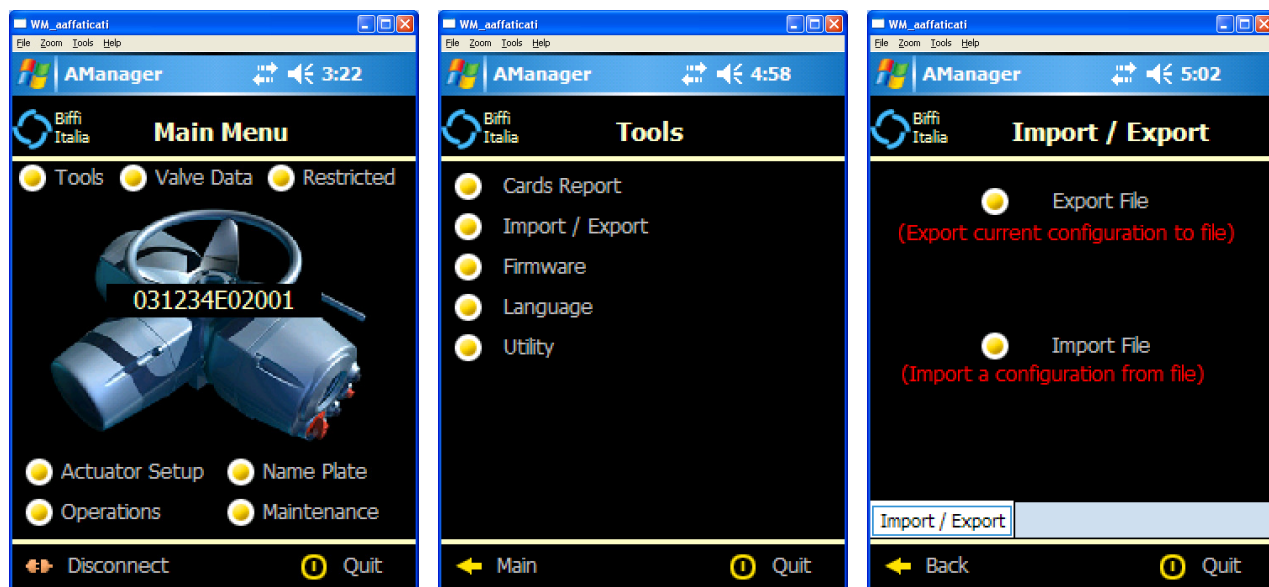 WM_aaffaticati
File Zoom Tools Help
AManager 3:22
Biffi
Italia
Main Menu
Tools Valve Data Restricted
031234E02001
Actuator Setup Name Plate
Operations Maintenance
Disconnect Quit
WM_aaffaticati
File Zoom Tools Help
AManager 4:58
Biffi
Italia
Tools
Cards Report
Import / Export
Firmware
Language
Utility
Main Quit
WM_aaffaticati
File Zoom Tools Help
AManager 5:02
Biffi
Italia
Import / Export
Export File
(Export current configuration to file)
Import File
(Import a configuration from file)
Import / Export
Back Quit